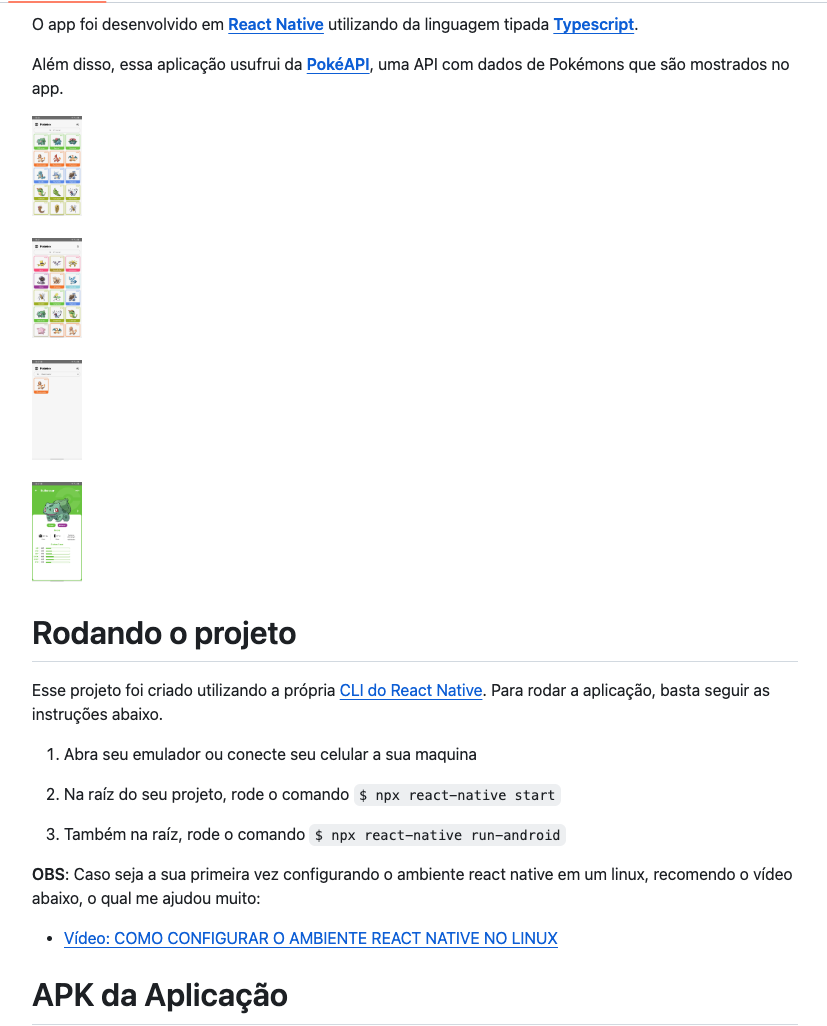 O app foi desenvolvido em React Native utilizando da linguagem tipada Typescript.
Além disso, essa aplicação usufrui da PokéAPI, uma API com dados de Pokémons que são mostrados no
app.
Rodando o projeto
Esse projeto foi criado utilizando a própria CLI do React Native. Para rodar a aplicação, basta seguir as
instruções abaixo.
1. Abra seu emulador ou conecte seu celular a sua maquina
2. Na raíz do seu projeto, rode o comando $ npx react-native start
3. Também na raíz, rode o comando $ npx react-native run-android
OBS: Caso seja a sua primeira vez configurando o ambiente react native em um linux, recomendo o vídeo
abaixo, o qual me ajudou muito:
• Vídeo: COMO CONFIGURAR O AMBIENTE REACT NATIVE NO LINUX
APK da Aplicação